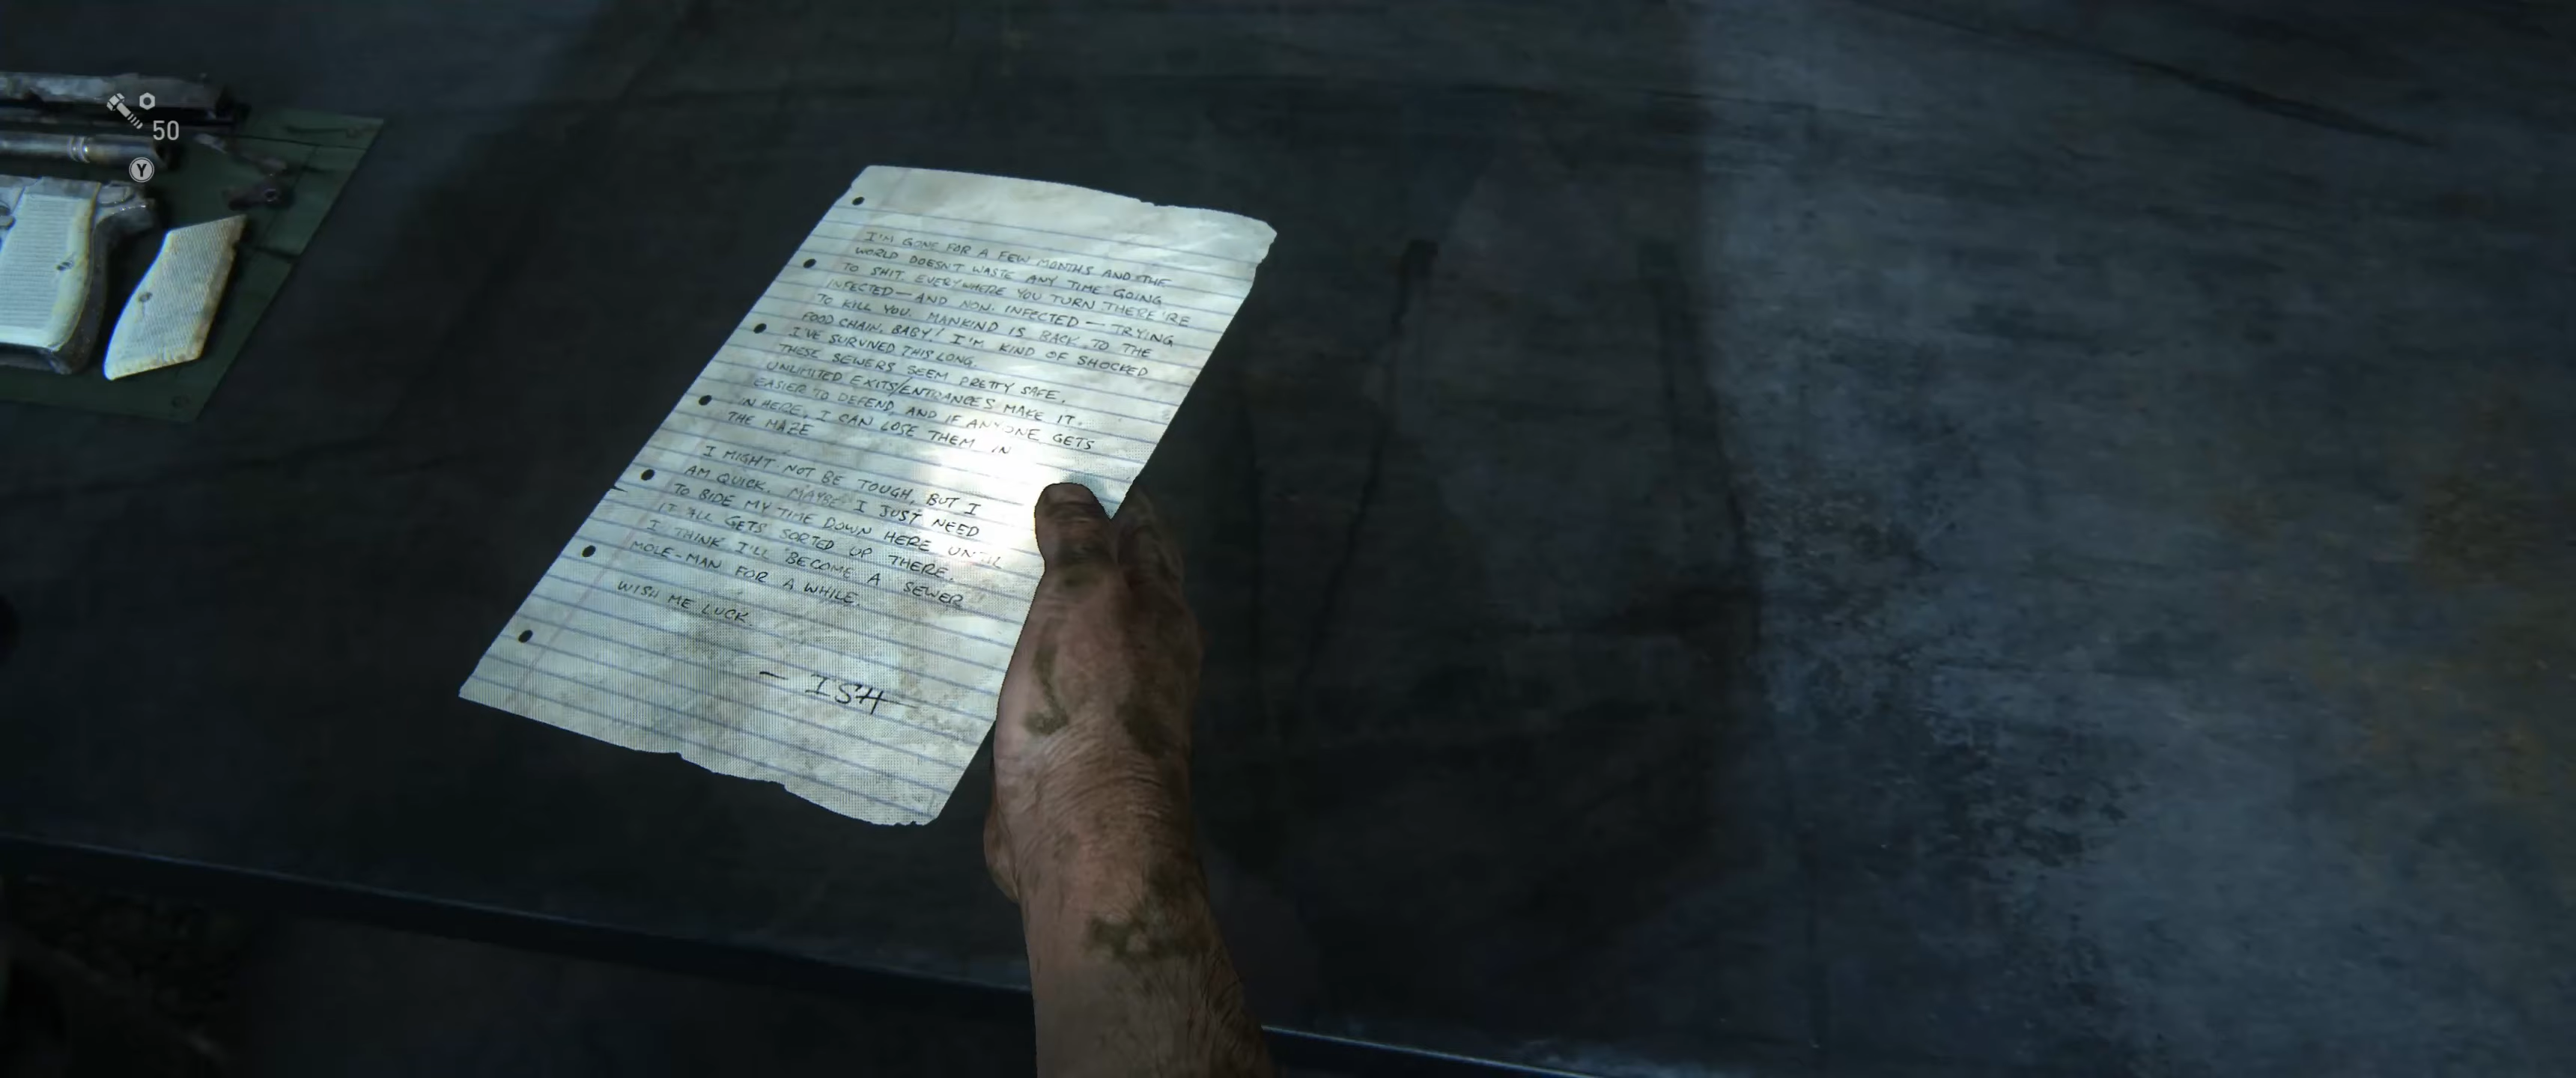 50
Y
I'M GONE FOR A FEW MONTHS AND THE
WORLD DOESN'T WASTE ANY TIME GOING
TO SHIT. EVERYWHERE YOU TURN THERE'RE
INFECTED — AND NON. INFECTED — TRYING
TO KILL YOU. MANKIND IS BACK TO THE
FOOD CHAIN, BABY! I'M KIND OF SHOCKED
I'VE SURVIVED THIS LONG.
THESE SEWERS SEEM PRETTY SAFE.
UNLIMITED EXITS/ENTRANCES MAKE IT
EASIER TO DEFEND, AND IF ANYONE GETS
IN HERE, I CAN LOSE THEM IN
THE MAZE
I MIGHT NOT BE TOUGH, BUT I
AM QUICK. MAYBE I JUST NEED
TO BIDE MY TIME DOWN HERE UNTIL
IT ALL GETS SORTED UP THERE.
I THINK I'LL BECOME A SEWER
MOLE-MAN FOR A WHILE.
WISH ME LUCK.
— ISH